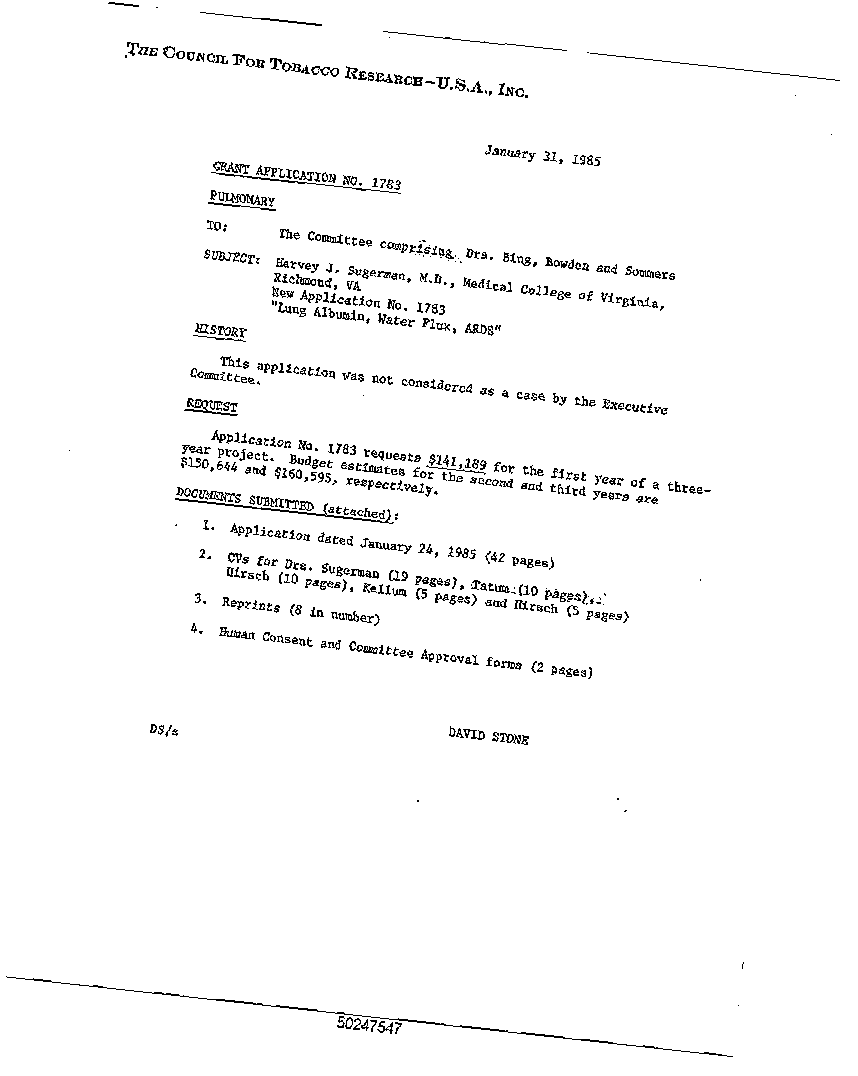 THE COUNCIL FOR TOBACCO RESEARCH-U.S.A., INC.
January 31, 1985
GRANT APPLICATION NO. 1783
PULMONARY
TO: The Committee comprising Drs. Bing, Bowden and Sommers
SUBJECT: Harvey J. Sugerman, M.D., Medical College of Virginia,
Richmond, VA
New Application No. 1783
"Lung Albumin, Water Flux, ARDS"
HISTORY
This application was not considered as a case by the Executive
Committee.
REQUEST
Application No. 1783 requests $141,189 for the first year of a three-
year project. Budget estimates for the second and third years are
$150,644 and $160,595, respectively.
DOCUMENTS SUBMITTED (attached):
1. Application dated January 24, 1985 (42 pages)
2. CVs for Drs. Sugerman (19 pages), Tatum (10 pages),
Hirsch (10 pages), Kellum (5 pages) and Hirsch (5 pages)
3. Reprints (8 in number)
4. Human Consent and Committee Approval forms (2 pages)
DS/z DAVID STONE
50247547